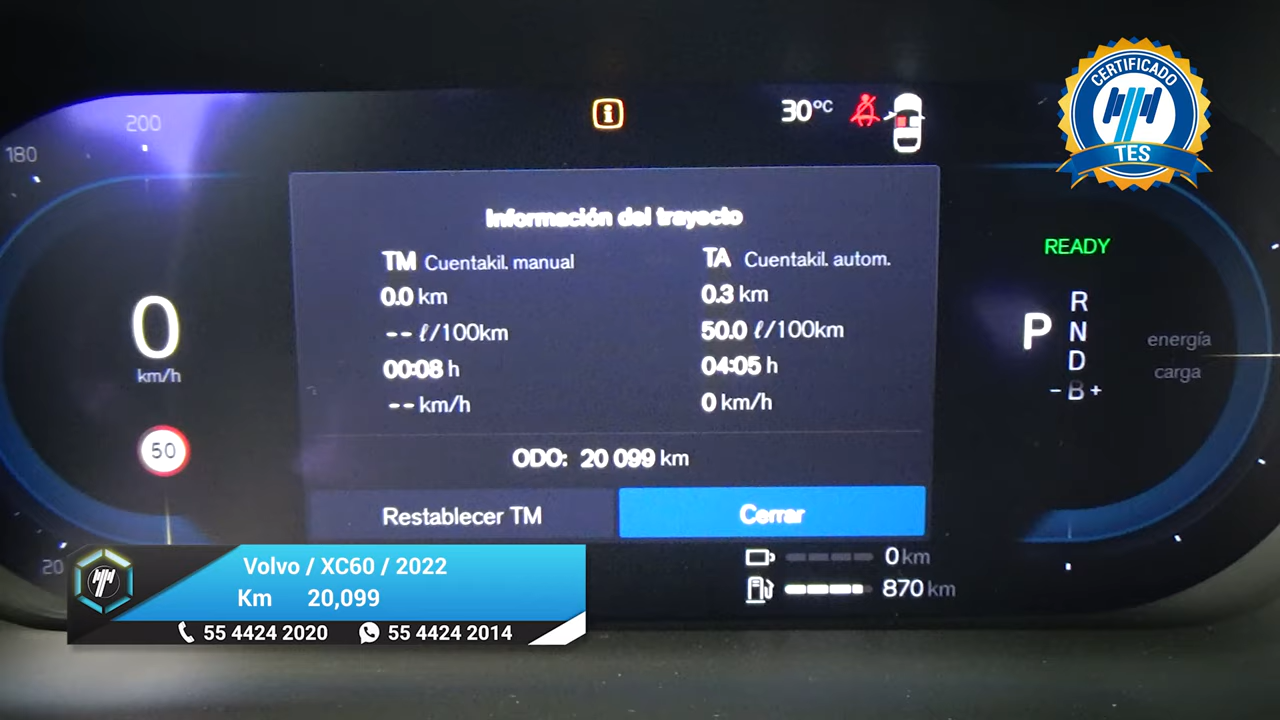 CERTIFICADO
TES
30°C
200
180
Información del trayecto
TM Cuentakil. manual
0.0 km
-- ℓ/100km
00:08 h
-- km/h
TA Cuentakil. autom.
0.3 km
50.0 ℓ/100km
04:05 h
0 km/h
ODO: 20 099 km
Restablecer TM
Cerrar
0
km/h
50
20
READY
P
R
N
D
- B +
energía
carga
0 km
870 km
Volvo / XC60 / 2022
Km 20,099
55 4424 2020 55 4424 2014